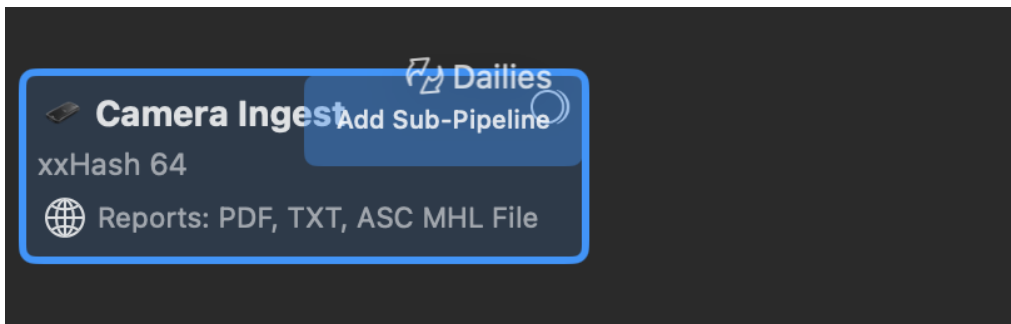 Dailies
Camera Ingest
Add Sub-Pipeline
xxHash 64
Reports: PDF, TXT, ASC MHL File